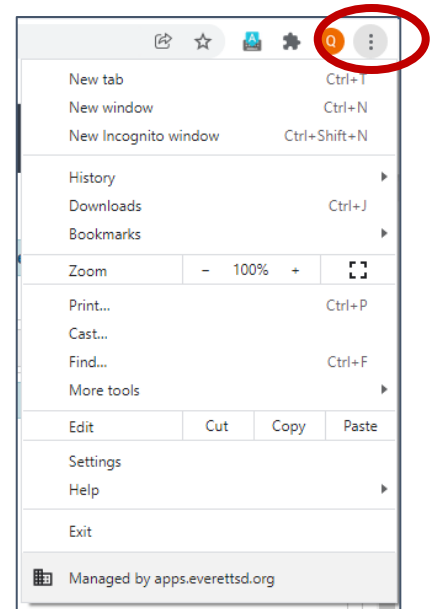 Q
New tab Ctrl+T
New window Ctrl+N
New Incognito window Ctrl+Shift+N
History
Downloads Ctrl+J
Bookmarks
Zoom - 100% +
Print... Ctrl+P
Cast...
Find... Ctrl+F
More tools
Edit Cut Copy Paste
Settings
Help
Exit
Managed by apps.everettsd.org